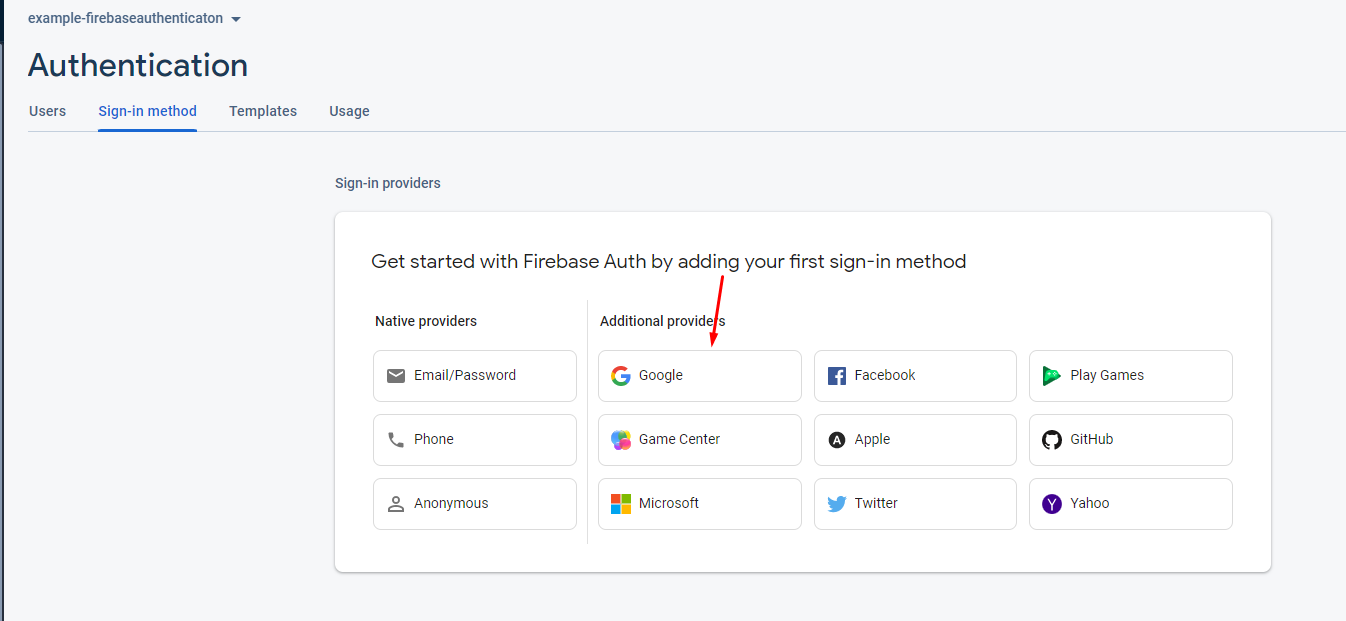 example-firebaseauthenticaton
Authentication
Users Sign-in method Templates Usage
Sign-in providers
Get started with Firebase Auth by adding your first sign-in method
Native providers Additional providers
Email/Password Google Facebook Play Games
Phone Game Center Apple GitHub
Anonymous Microsoft Twitter Yahoo